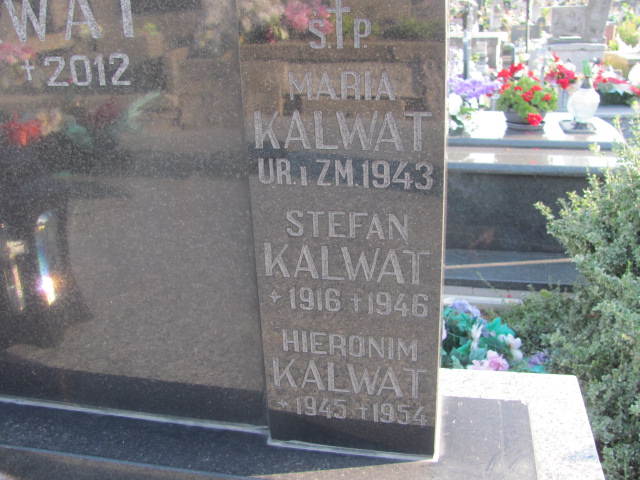 WAT
+ 2012
Ś.†P.
MARIA
KALWAT
UR. i ZM. 1943
STEFAN
KALWAT
* 1916 † 1946
HIERONIM
KALWAT
* 1945 † 1954